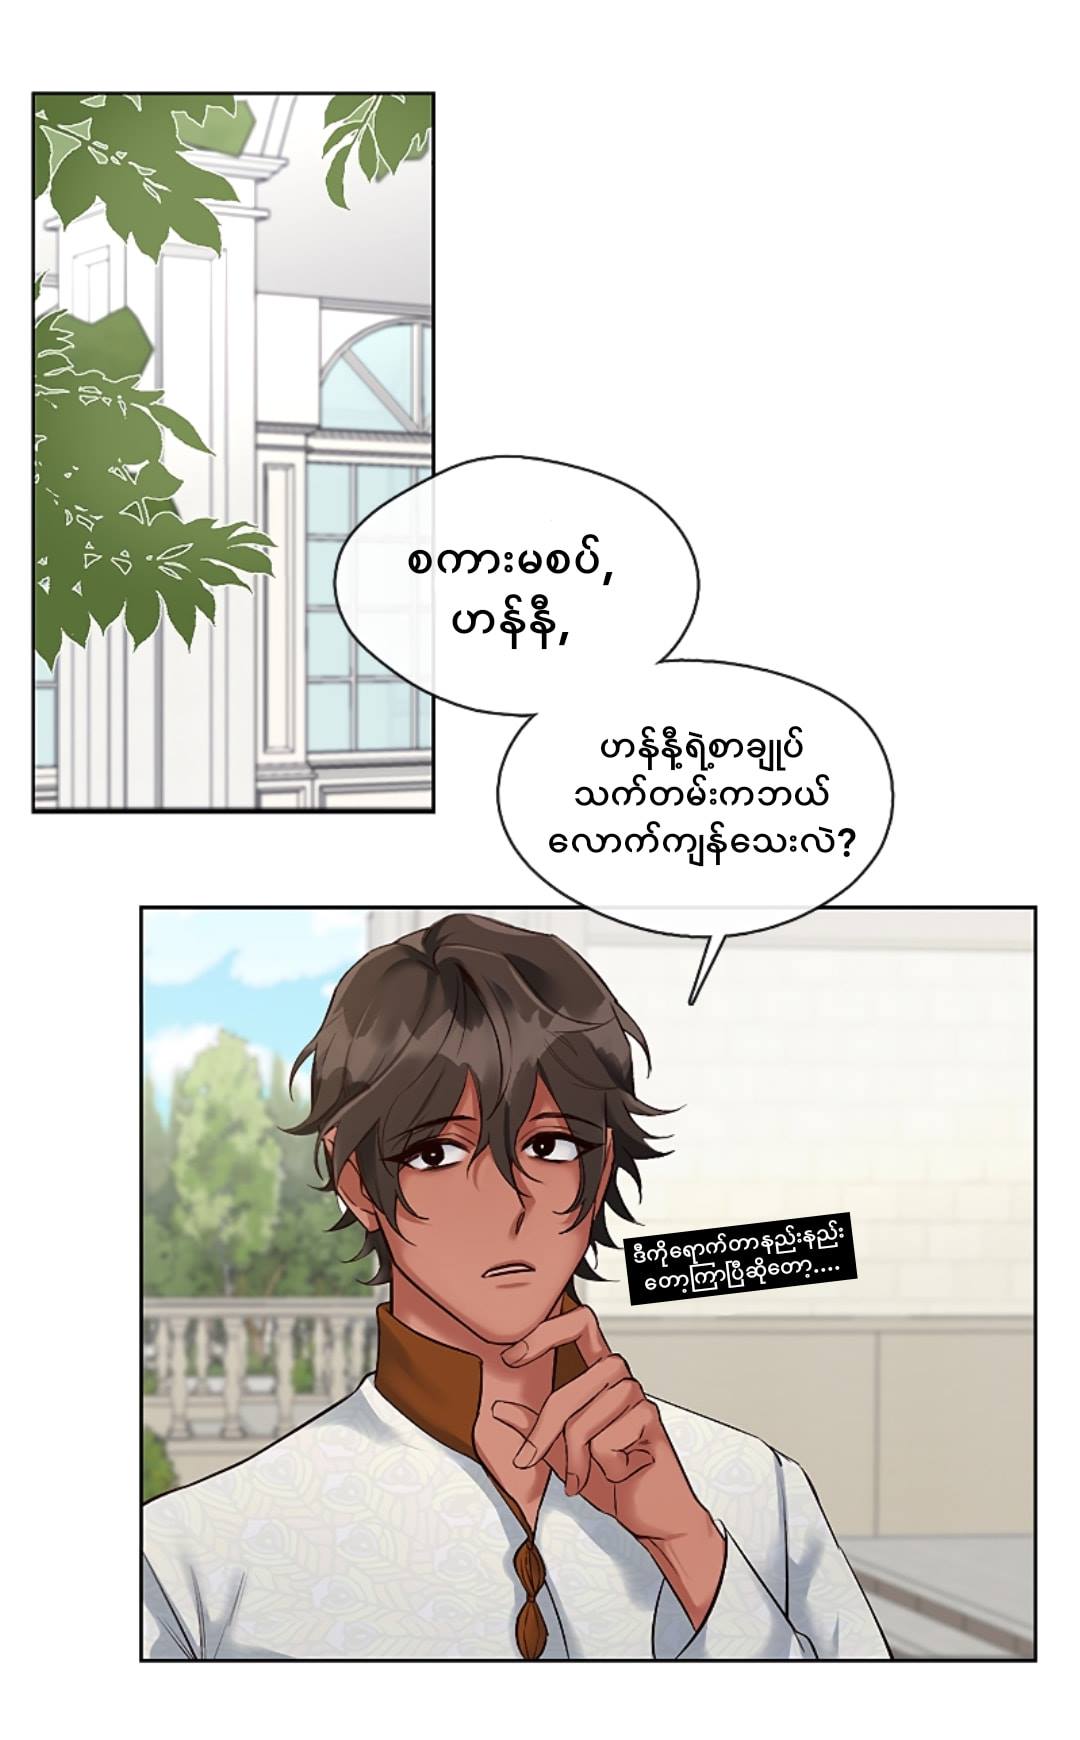 စကားမစပ်,
ဟန်နီ,
ဟန်နီ့ရဲ့စာချုပ်
သက်တမ်းကဘယ်
လောက်ကျန်သေးလဲ?
ဒီကိုရောက်တာနည်းနည်း
တော့ကြာပြီဆိုတော့....